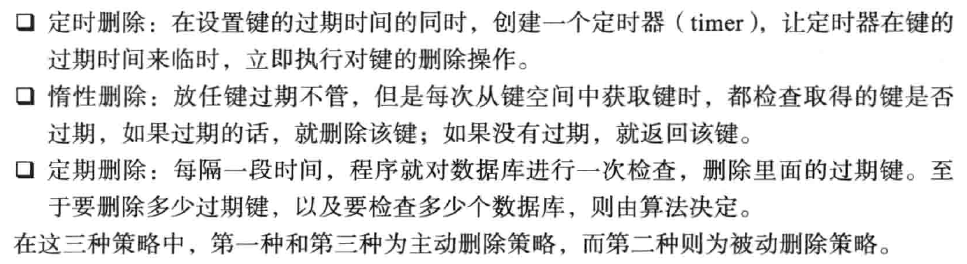 ❑ 定时删除：在设置键的过期时间的同时，创建一个定时器（timer），让定时器在键的
过期时间来临时，立即执行对键的删除操作。
❑ 惰性删除：放任键过期不管，但是每次从键空间中获取键时，都检查取得的键是否
过期，如果过期的话，就删除该键；如果没有过期，就返回该键。
❑ 定期删除：每隔一段时间，程序就对数据库进行一次检查，删除里面的过期键。至
于要删除多少过期键，以及要检查多少个数据库，则由算法决定。
在这三种策略中，第一种和第三种为主动删除策略，而第二种则为被动删除策略。